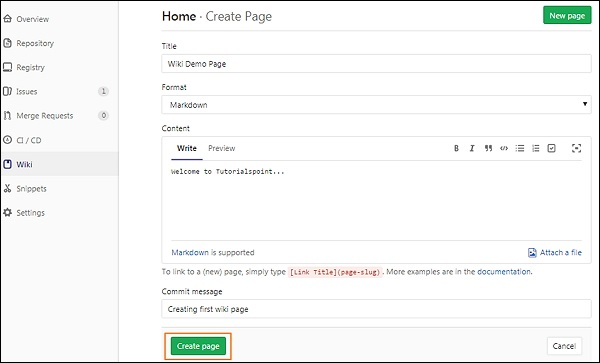 Overview
Repository
Registry
Issues 1
Merge Requests 0
CI / CD
Wiki
Snippets
Settings
Home · Create Page
New page
Title
Wiki Demo Page
Format
Markdown
Content
Write Preview
Welcome to Tutorialspoint...
Markdown is supported
Attach a file
To link to a (new) page, simply type [Link Title](page-slug). More examples are in the documentation.
Commit message
Creating first wiki page
Create page
Cancel